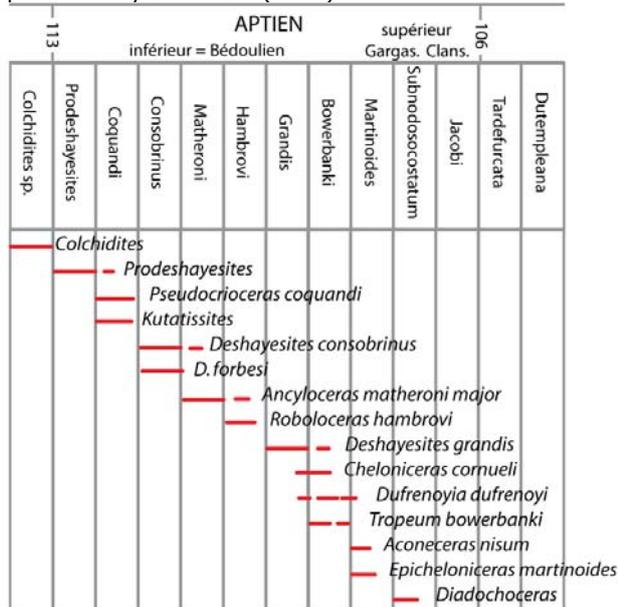 APTIEN
113
106
supérieur
inférieur = Bédoulien
Gargas. Clans.
Colchidites sp.
Prodeshayesites
Coquandi
Consobrinus
Matheroni
Hambrovi
Grandis
Bowerbanki
Martinoides
Subnodosocostatum
Jacobi
Tardefurcata
Dutempleana
Colchidites
Prodeshayesites
Pseudocrioceras coquandi
Kutatissites
Deshayesites consobrinus
D. forbesi
Ancyloceras matheroni major
Roboloceras hambrovi
Deshayesites grandis
Cheloniceras cornueli
Dufrenoyia dufrenoyi
Tropeum bowerbanki
Aconeceras nisum
Epicheloniceras martinoides
Diadochoceras